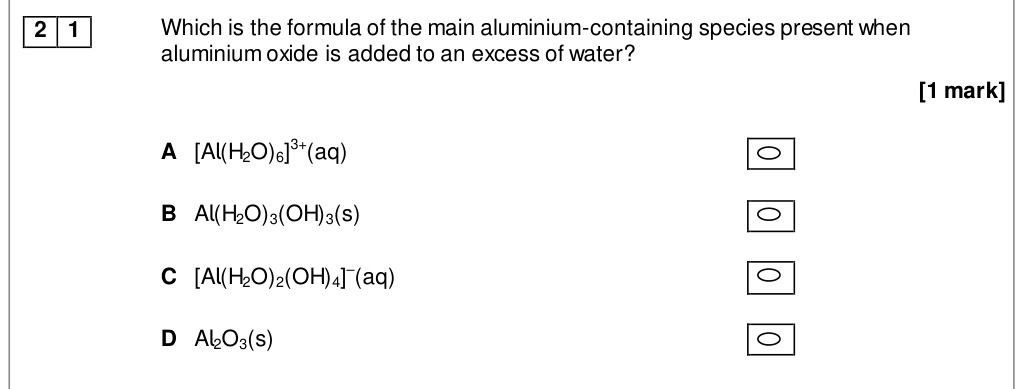 2 1 Which is the formula of the main aluminium-containing species present when
aluminium oxide is added to an excess of water?
[1 mark]
A [Al(H₂O)₆]³⁺(aq)
B Al(H₂O)₃(OH)₃(s)
C [Al(H₂O)₂(OH)₄]⁻(aq)
D Al₂O₃(s)